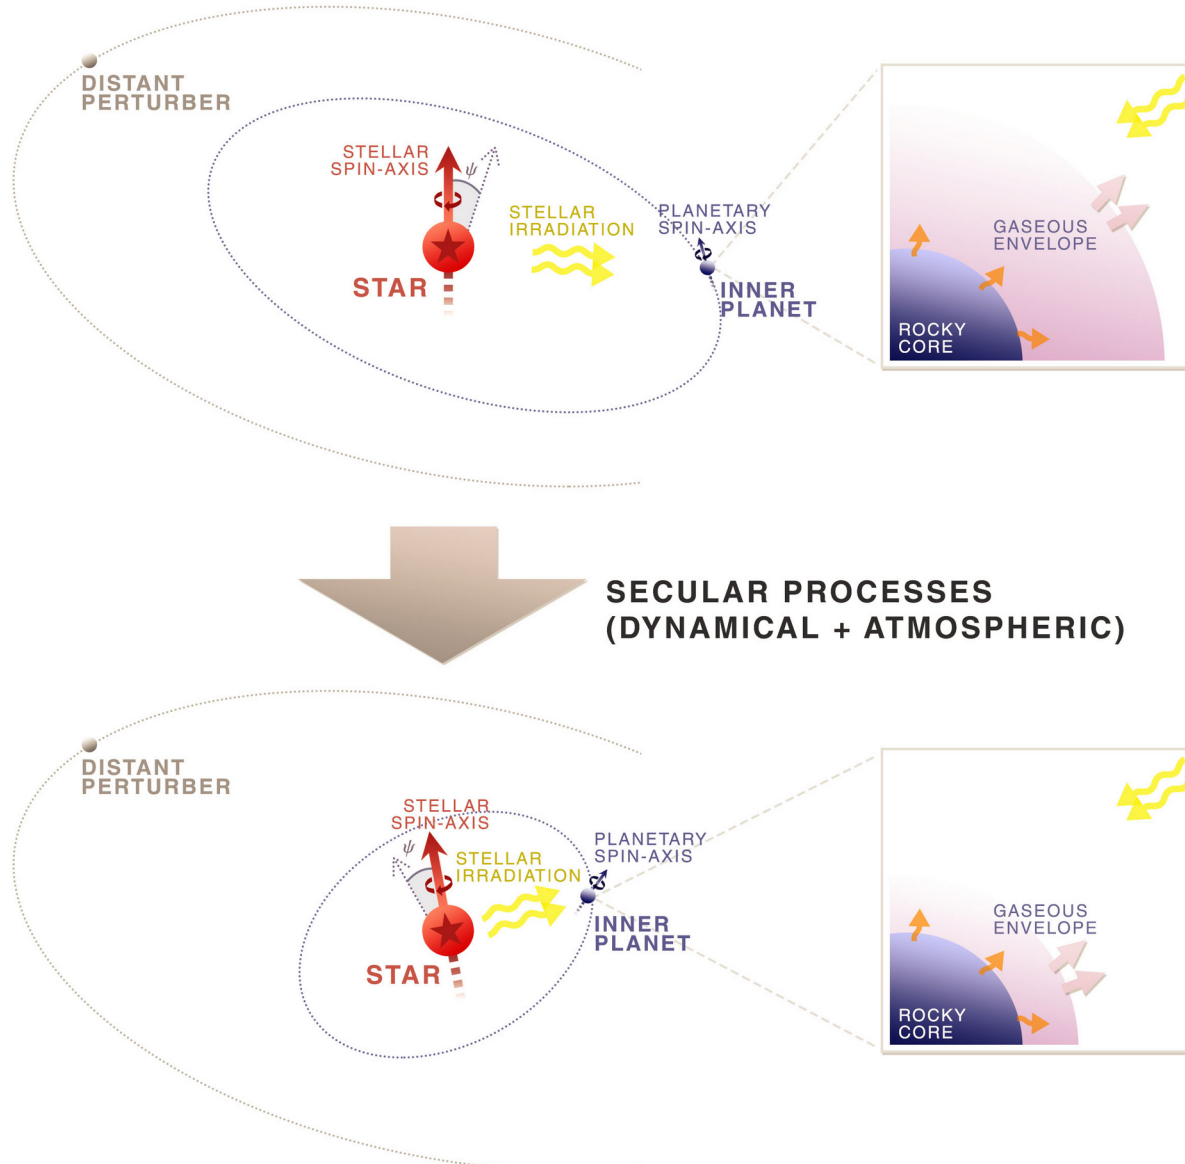 DISTANT
PERTURBER
STELLAR
SPIN-AXIS
ψ
STELLAR
IRRADIATION
PLANETARY
SPIN-AXIS
STAR
INNER
PLANET
GASEOUS
ENVELOPE
ROCKY
CORE
SECULAR PROCESSES
(DYNAMICAL + ATMOSPHERIC)
DISTANT
PERTURBER
STELLAR
SPIN-AXIS
ψ
STELLAR
IRRADIATION
PLANETARY
SPIN-AXIS
STAR
INNER
PLANET
GASEOUS
ENVELOPE
ROCKY
CORE